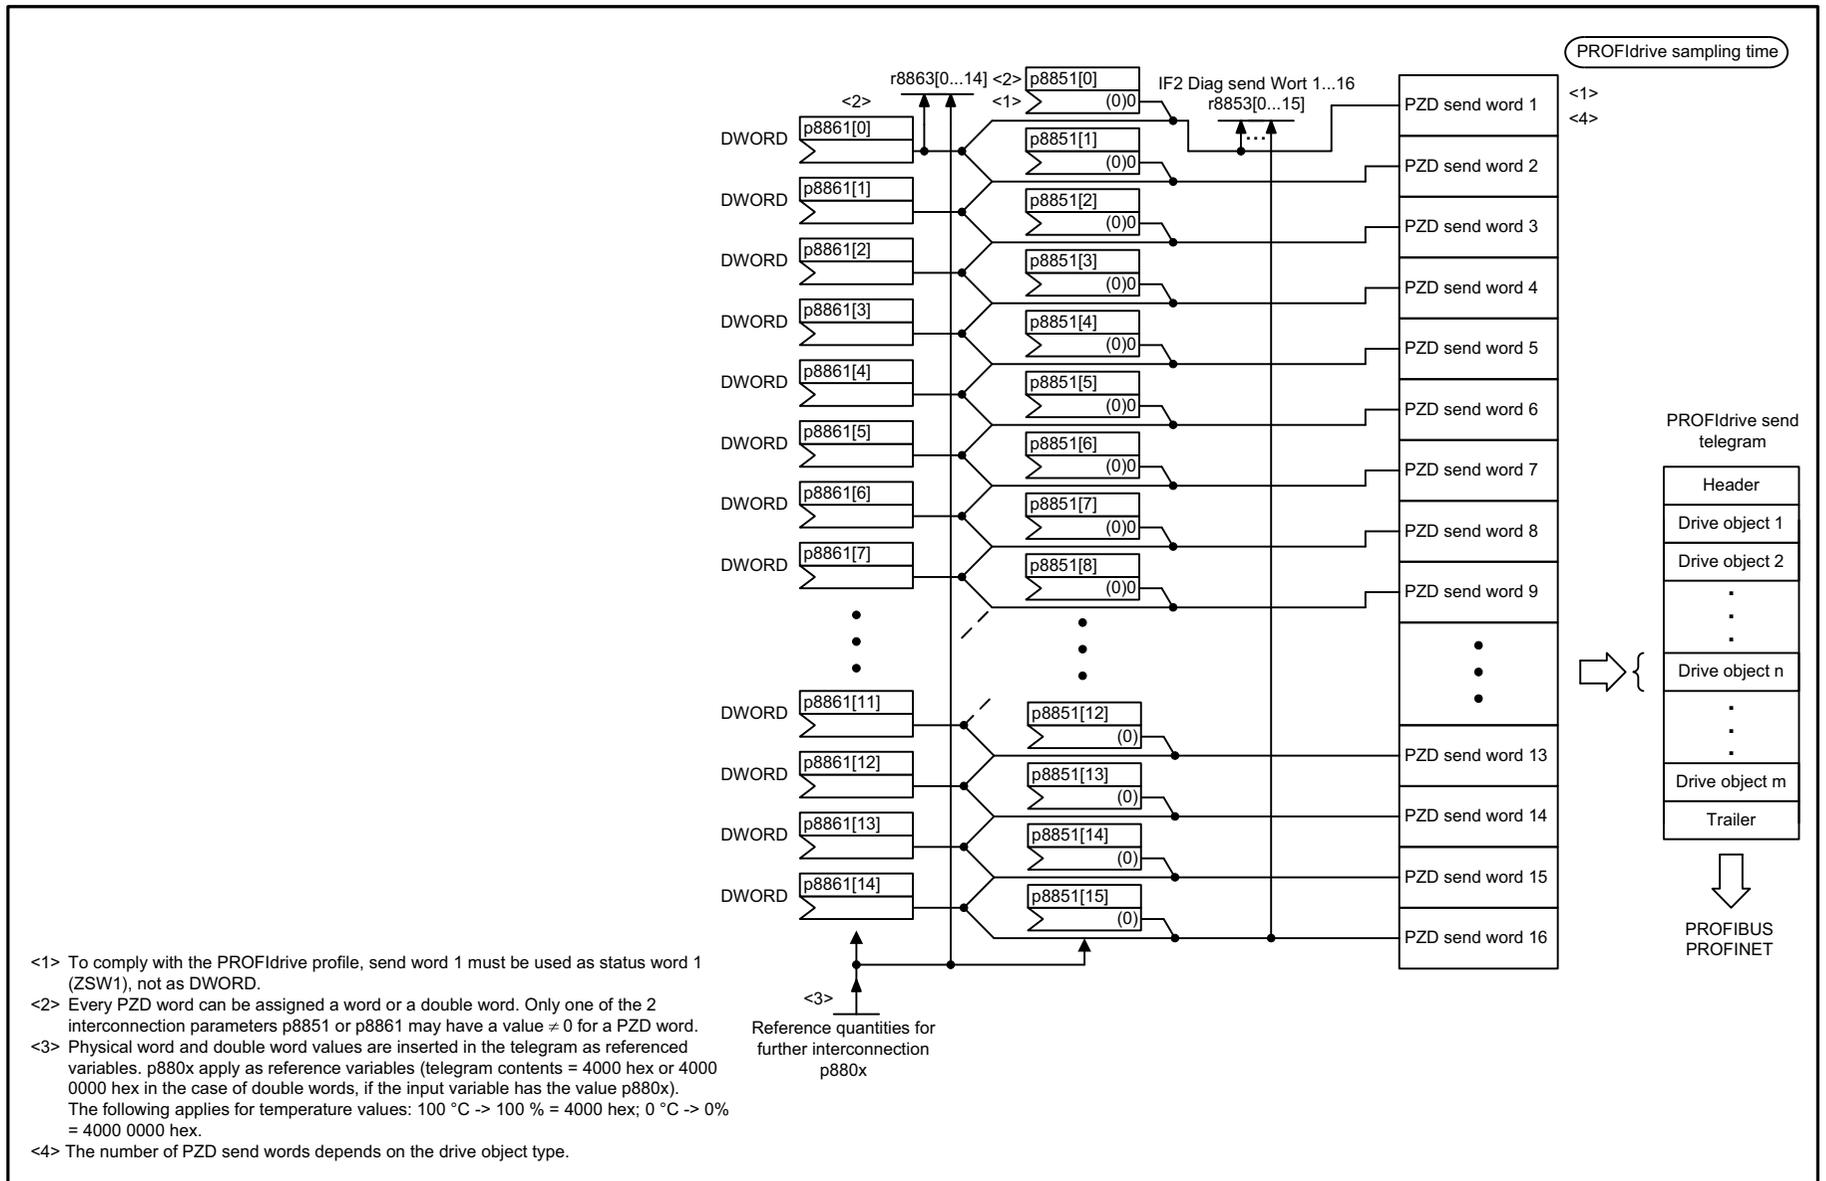 PROFIdrive sampling time
r8863[0...14]
<2>
p8851[0]
<1>
(0)0
IF2 Diag send Wort 1...16
r8853[0...15]
PZD send word 1
<1>
<4>
<2>
DWORD
p8861[0]
p8851[1]
(0)0
PZD send word 2
DWORD
p8861[1]
p8851[2]
(0)0
PZD send word 3
DWORD
p8861[2]
p8851[3]
(0)0
PZD send word 4
DWORD
p8861[3]
p8851[4]
(0)0
PZD send word 5
DWORD
p8861[4]
p8851[5]
(0)0
PZD send word 6
DWORD
p8861[5]
p8851[6]
(0)0
PZD send word 7
DWORD
p8861[6]
p8851[7]
(0)0
PZD send word 8
DWORD
p8861[7]
p8851[8]
(0)0
PZD send word 9
DWORD
p8861[11]
p8851[12]
(0)
PZD send word 13
DWORD
p8861[12]
p8851[13]
(0)
PZD send word 14
DWORD
p8861[13]
p8851[14]
(0)
PZD send word 15
DWORD
p8861[14]
p8851[15]
(0)
PZD send word 16
PROFIdrive send
telegram
Header
Drive object 1
Drive object 2
Drive object n
Drive object m
Trailer
PROFIBUS
PROFINET
<3>
Reference quantities for
further interconnection
p880x
<1> To comply with the PROFIdrive profile, send word 1 must be used as status word 1
(ZSW1), not as DWORD.
<2> Every PZD word can be assigned a word or a double word. Only one of the 2
interconnection parameters p8851 or p8861 may have a value ≠ 0 for a PZD word.
<3> Physical word and double word values are inserted in the telegram as referenced
variables. p880x apply as reference variables (telegram contents = 4000 hex or 4000
0000 hex in the case of double words, if the input variable has the value p880x).
The following applies for temperature values: 100 °C -> 100 % = 4000 hex; 0 °C -> 0%
= 4000 0000 hex.
<4> The number of PZD send words depends on the drive object type.